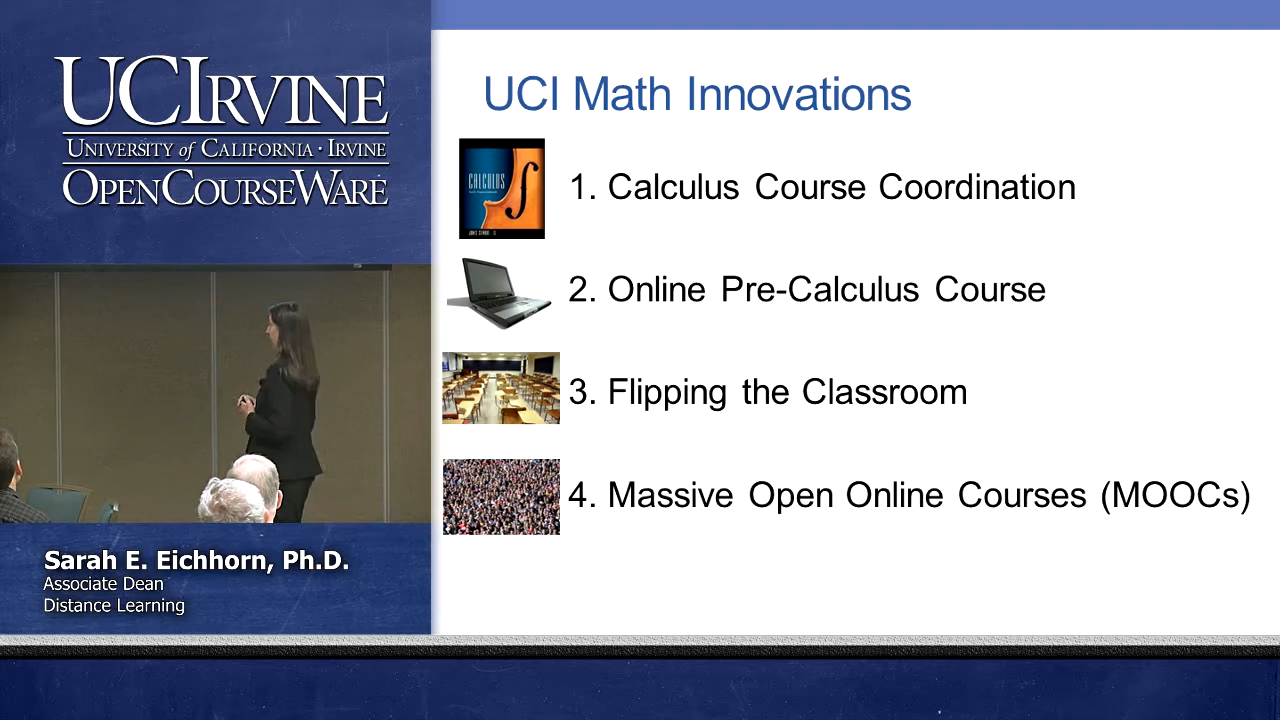 UCIRVINE
UNIVERSITY of CALIFORNIA · IRVINE
OPENCOURSEWARE
Sarah E. Eichhorn, Ph.D.
Associate Dean
Distance Learning
UCI Math Innovations
CALCULUS
1. Calculus Course Coordination
2. Online Pre-Calculus Course
3. Flipping the Classroom
4. Massive Open Online Courses (MOOCs)